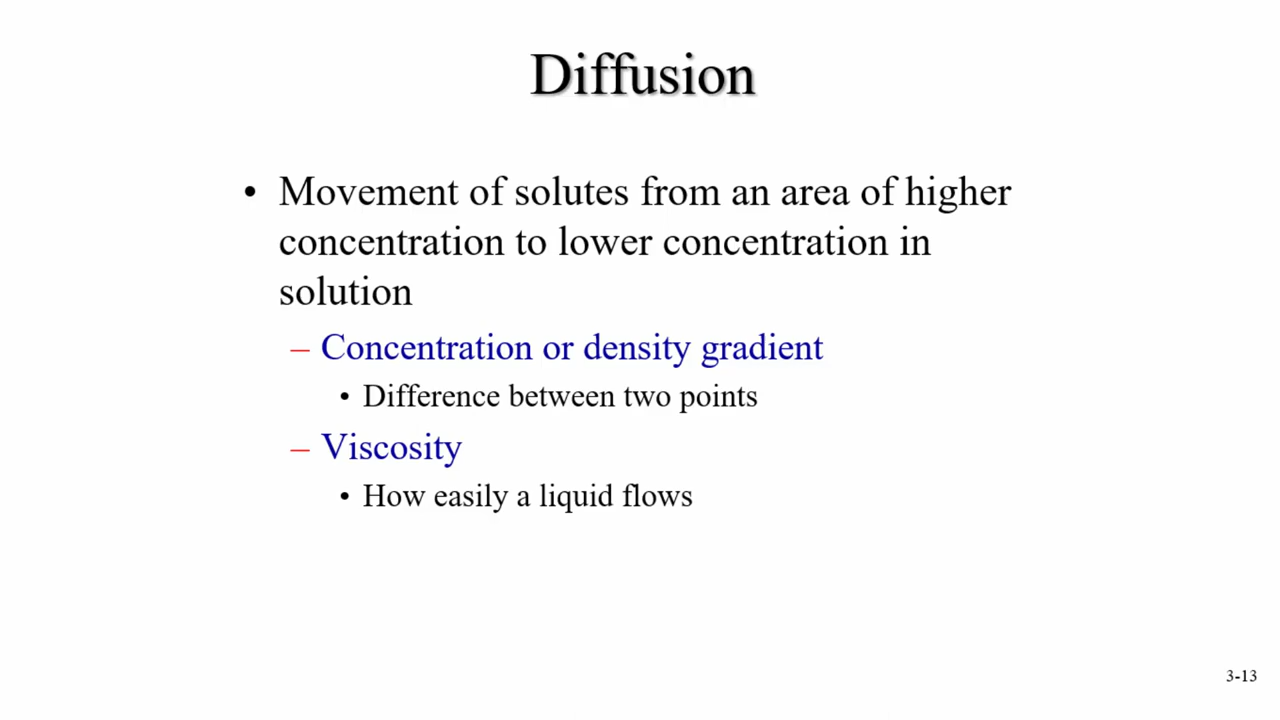 Diffusion
• Movement of solutes from an area of higher
concentration to lower concentration in
solution
– Concentration or density gradient
• Difference between two points
– Viscosity
• How easily a liquid flows
3-13